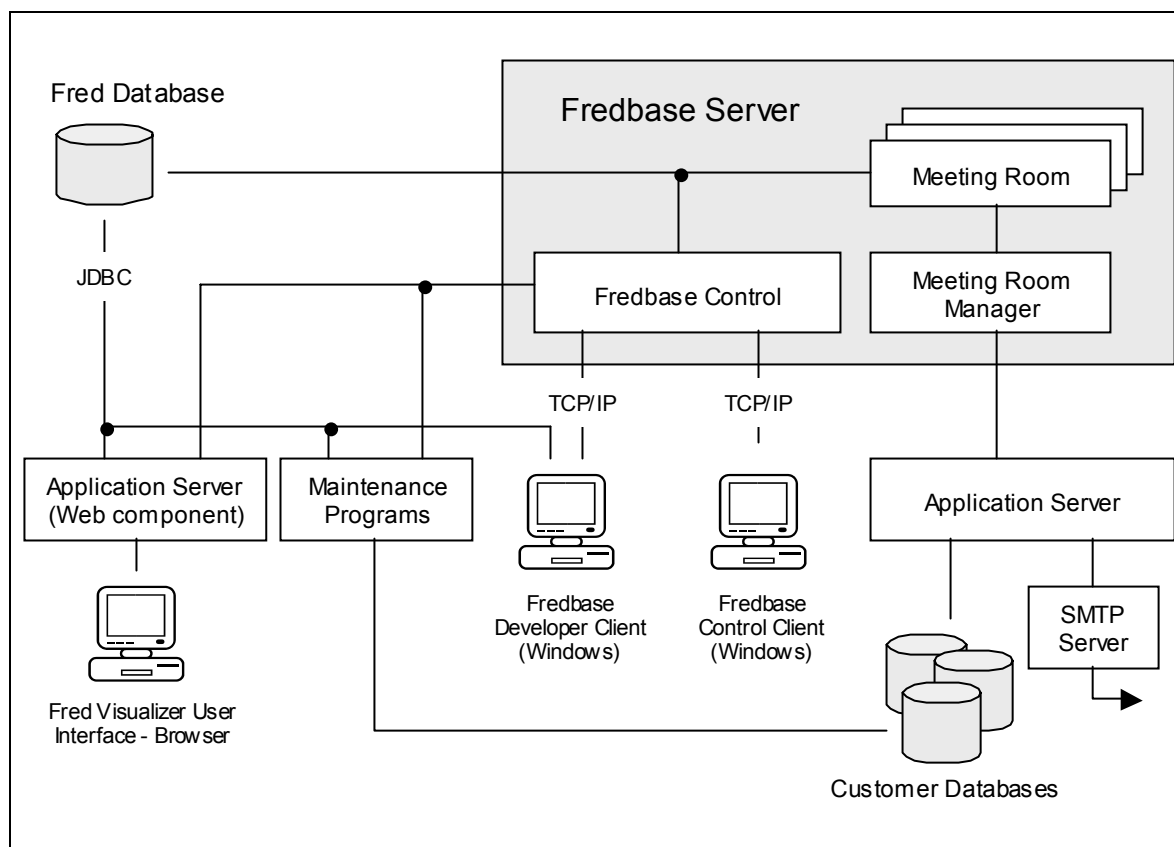 Fred Database
Fredbase Server
Meeting Room
JDBC
Fredbase Control
Meeting Room
Manager
TCP/IP
TCP/IP
Application Server
(Web component)
Maintenance
Programs
Application Server
Fredbase
Developer Client
(Windows)
Fredbase
Control Client
(Windows)
SMTP
Server
Fred Visualizer User
Interface - Browser
Customer Databases